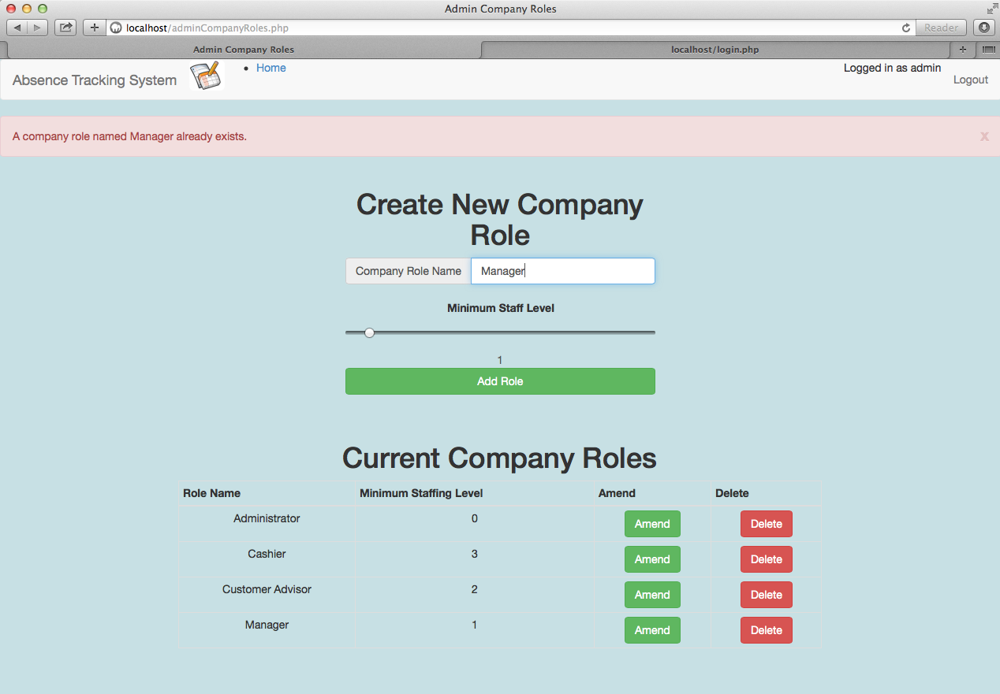 Admin Company Roles
localhost/adminCompanyRoles.php
Reader
Admin Company Roles
localhost/login.php
Absence Tracking System
Home
Logged in as admin
Logout
A company role named Manager already exists.
x
Create New Company
Role
Company Role Name
Manager
Minimum Staff Level
1
Add Role
Current Company Roles
Role Name Minimum Staffing Level Amend Delete
Administrator 0 Amend Delete
Cashier 3 Amend Delete
Customer Advisor 2 Amend Delete
Manager 1 Amend Delete